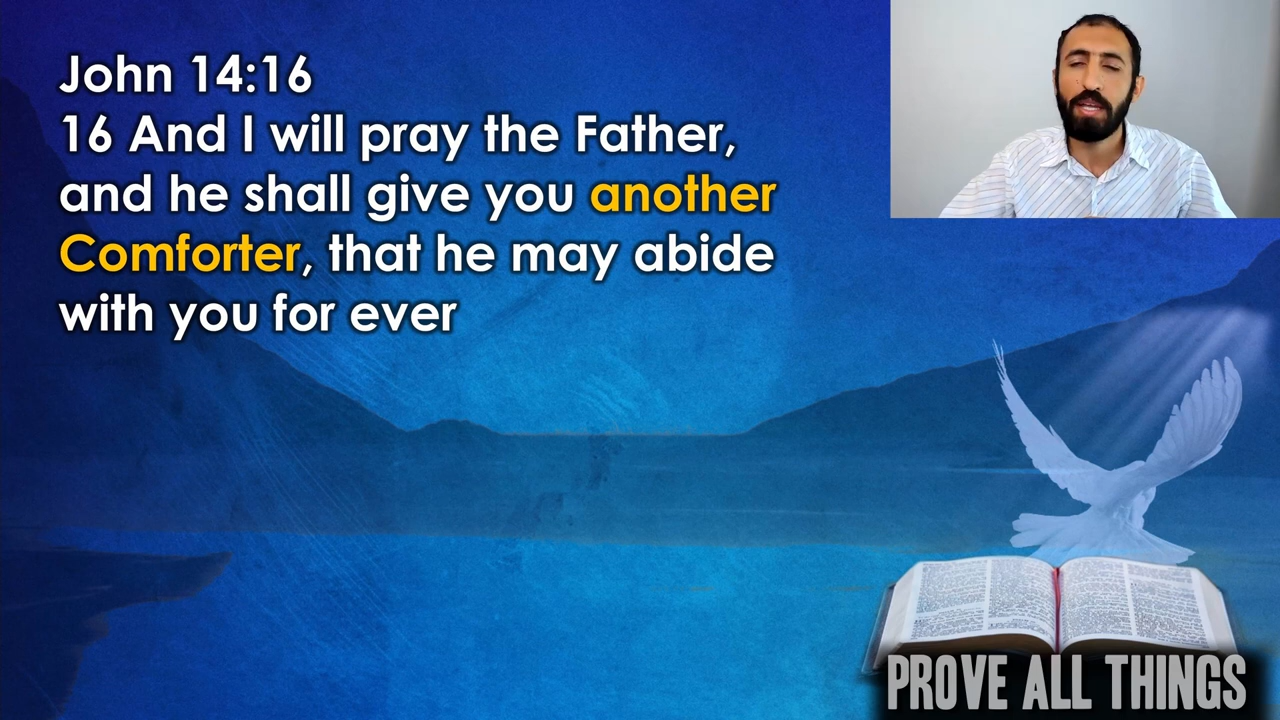 John 14:16
16 And I will pray the Father,
and he shall give you another
Comforter, that he may abide
with you for ever
PROVE ALL THINGS